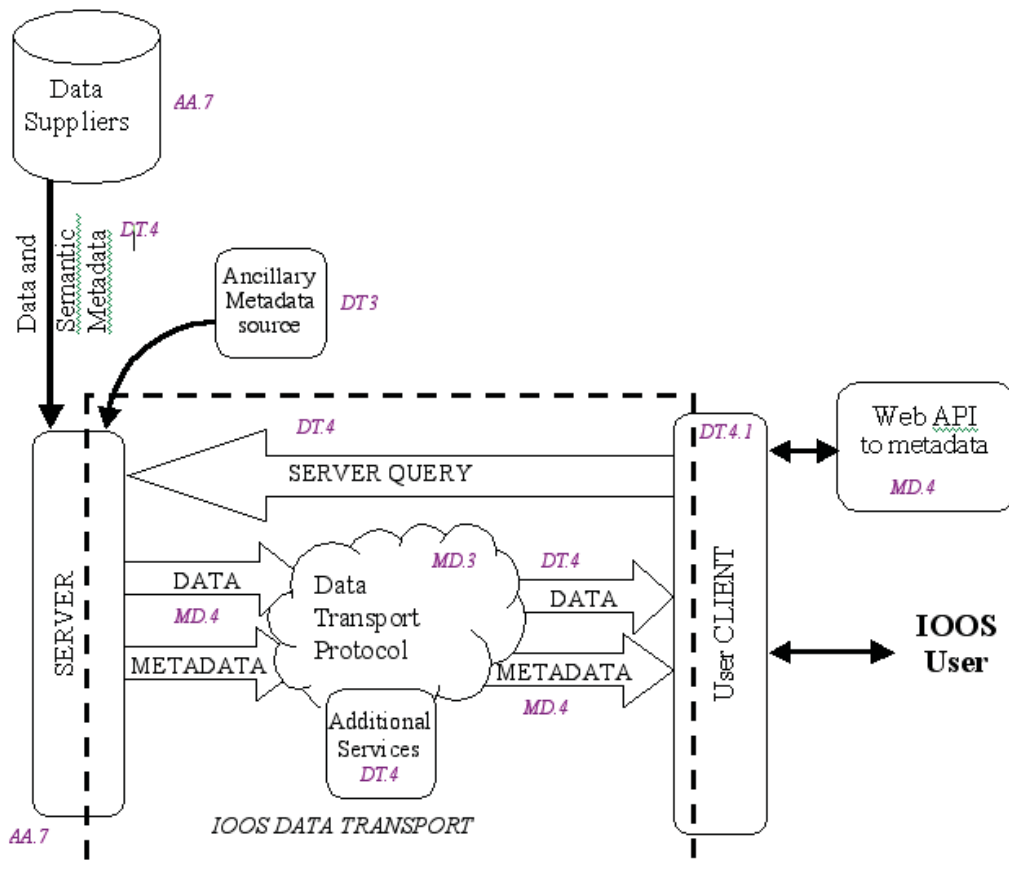 Data
Suppliers
AA.7
Data and
Semantic
Metadata
DT.4
Ancillary
Metadata
source
DT3
DT.4
SERVER QUERY
DT.4.1
Web API
to metadata
MD.4
SERVER
DATA
MD.4
METADATA
MD.3
Data
Transport
Protocol
DT.4
DATA
METADATA
MD.4
Additional
Services
DT.4
User CLIENT
IOOS
User
IOOS DATA TRANSPORT
AA.7